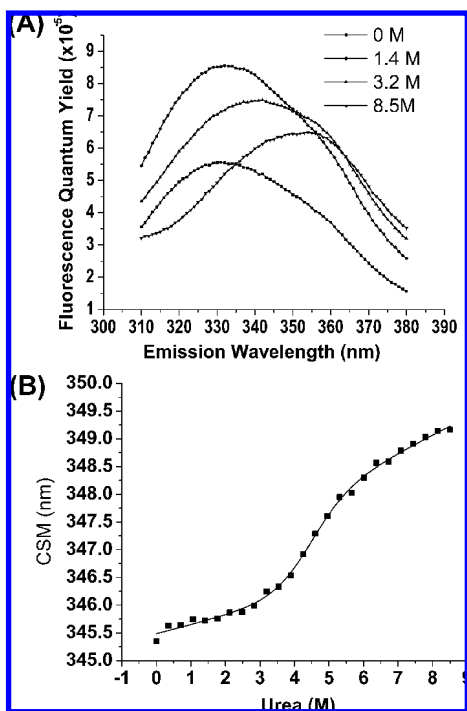 (A)
Fluorescence Quantum Yield (x10-5
9
8
7
6
5
4
3
2
1
0 M
1.4 M
3.2 M
8.5M
300 310 320 330 340 350 360 370 380 390
Emission Wavelength (nm)
(B)
CSM (nm)
350.0
349.5
349.0
348.5
348.0
347.5
347.0
346.5
346.0
345.5
345.0
-1 0 1 2 3 4 5 6 7 8 9
Urea (M)